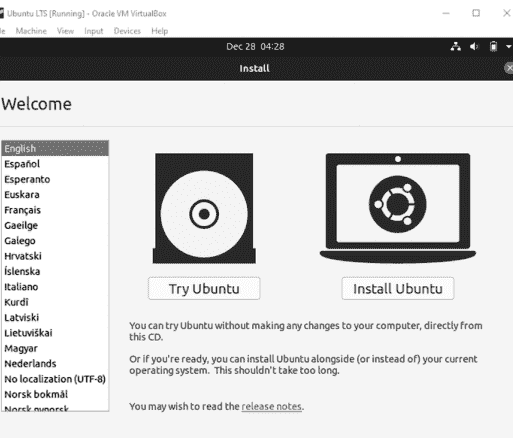 Ubuntu LTS [Running] - Oracle VM VirtualBox
Machine View Input Devices Help
Dec 28 04:28
Install
Welcome
English
Español
Esperanto
Euskara
Français
Gaeilge
Galego
Hrvatski
Íslenska
Italiano
Kurdî
Latviski
Lietuviškai
Magyar
Nederlands
No localization (UTF-8)
Norsk bokmål
Norsk nynorsk
Try Ubuntu
Install Ubuntu
You can try Ubuntu without making any changes to your computer, directly from
this CD.
Or if you're ready, you can install Ubuntu alongside (or instead of) your current
operating system. This shouldn't take too long.
You may wish to read the release notes.